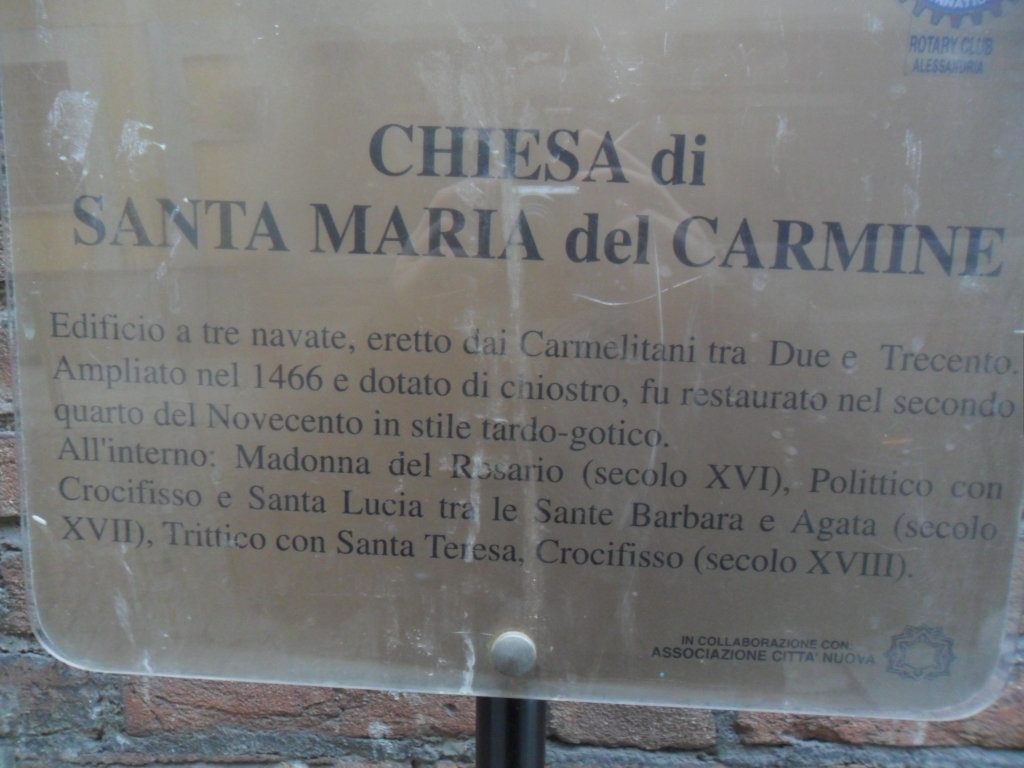 ROTARY CLUB
ALESSANDRIA
CHIESA di
SANTA MARIA del CARMINE
Edificio a tre navate, eretto dai Carmelitani tra Due e Trecento.
Ampliato nel 1466 e dotato di chiostro, fu restaurato nel secondo
quarto del Novecento in stile tardo-gotico.
All'interno: Madonna del Rosario (secolo XVI), Polittico con
Crocifisso e Santa Lucia tra le Sante Barbara e Agata (secolo
XVII), Trittico con Santa Teresa, Crocifisso (secolo XVIII).
IN COLLABORAZIONE CON
ASSOCIAZIONE CITTA' NUOVA